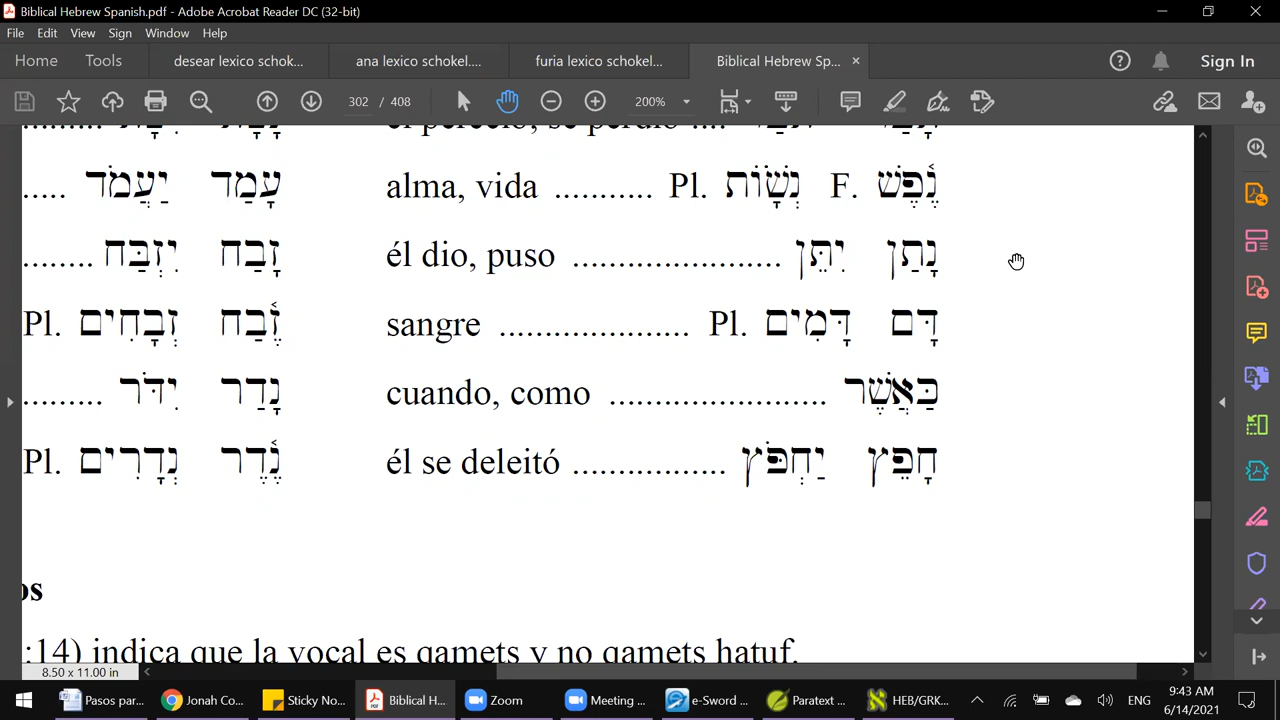 Biblical Hebrew Spanish.pdf - Adobe Acrobat Reader DC (32-bit)
File Edit View Sign Window Help
Home Tools desear lexico schok... ana lexico schokel.... furia lexico schokel... Biblical Hebrew Sp... × Sign In
302 / 408 200%
..... עָמַד יַעֲמֹד
alma, vida .......... Pl. נְשָׁוֹת F. נֶ֫פֶשׁ
........ זָבַח יִזְבַּח
él dio, puso ...................... נָתַן יִתֵּן
Pl. זֶ֫בַח זְבָחִים
sangre .................... Pl. דָּם דָּמִים
......... נָדַר יִדֹּר
cuando, como ....................... כַּאֲשֶׁר
Pl. נֶ֫דֶר נְדָרִים
él se deleitó ................ חָפֵץ יַחְפֹּץ
os
:14) indica que la vocal es qamets y no qamets hatuf.
8.50 x 11.00 in
Pasos par... Jonah Co... Sticky No... Biblical H... Zoom Meeting ... e-Sword ... Paratext ... HEB/GRK... ENG 9:43 AM
6/14/2021